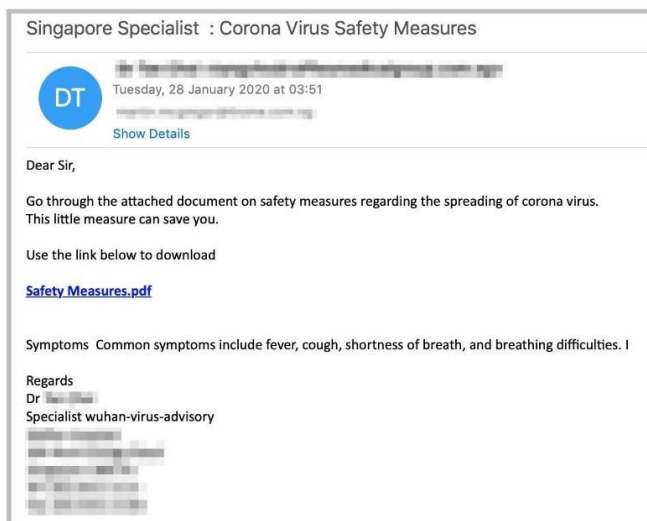 Singapore Specialist : Corona Virus Safety Measures
DT
Tuesday, 28 January 2020 at 03:51
Show Details
Dear Sir,
Go through the attached document on safety measures regarding the spreading of corona virus.
This little measure can save you.
Use the link below to download
Safety Measures.pdf
Symptoms Common symptoms include fever, cough, shortness of breath, and breathing difficulties. I
Regards
Dr
Specialist wuhan-virus-advisory